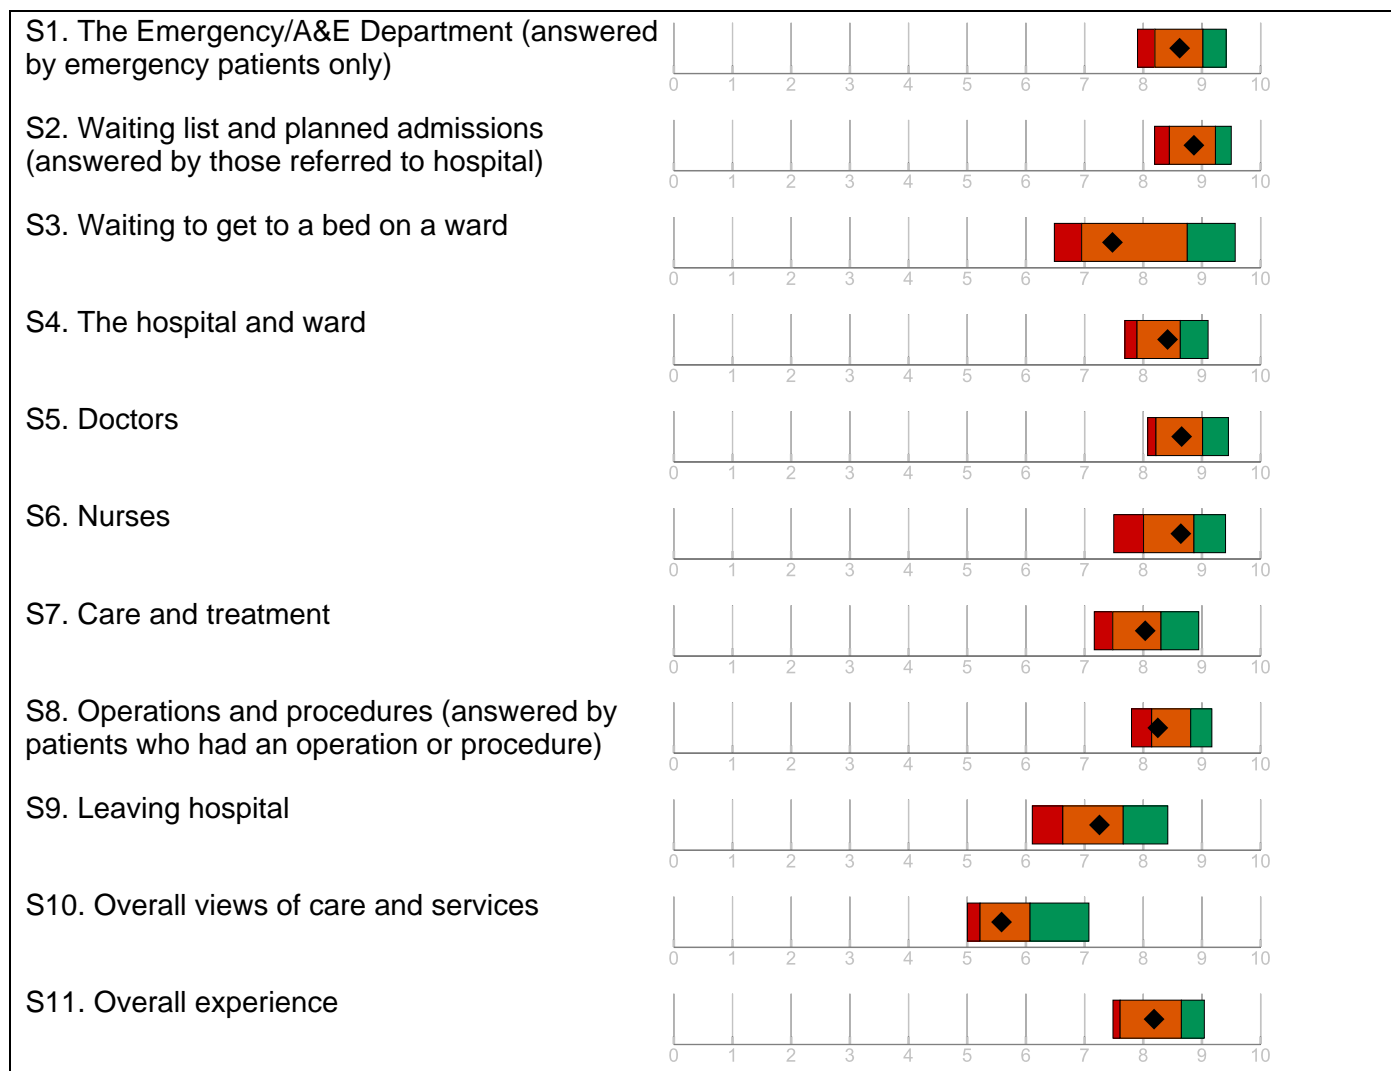 S1. The Emergency/A&E Department (answered
by emergency patients only)
0 1 2 3 4 5 6 7 8 9 10
S2. Waiting list and planned admissions
(answered by those referred to hospital)
0 1 2 3 4 5 6 7 8 9 10
S3. Waiting to get to a bed on a ward
0 1 2 3 4 5 6 7 8 9 10
S4. The hospital and ward
0 1 2 3 4 5 6 7 8 9 10
S5. Doctors
0 1 2 3 4 5 6 7 8 9 10
S6. Nurses
0 1 2 3 4 5 6 7 8 9 10
S7. Care and treatment
0 1 2 3 4 5 6 7 8 9 10
S8. Operations and procedures (answered by
patients who had an operation or procedure)
0 1 2 3 4 5 6 7 8 9 10
S9. Leaving hospital
0 1 2 3 4 5 6 7 8 9 10
S10. Overall views of care and services
0 1 2 3 4 5 6 7 8 9 10
S11. Overall experience
0 1 2 3 4 5 6 7 8 9 10